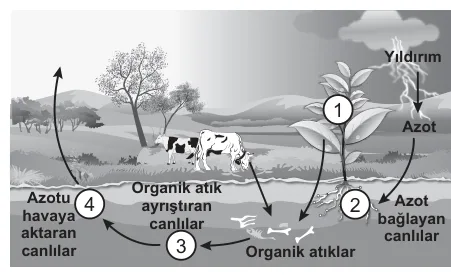 Yıldırım
1
Azot
Organik atık
ayrıştıran
canlılar
Azotu
havaya
aktaran
canlılar
4
2
Azot
bağlayan
canlılar
3
Organik atıklar